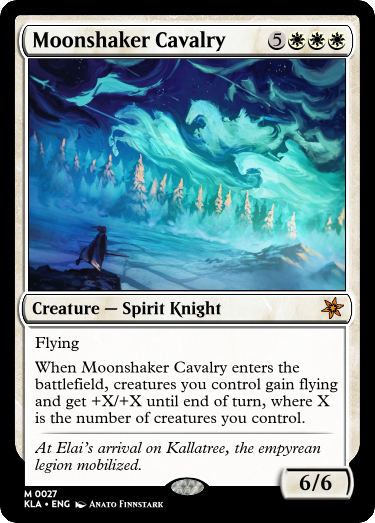 Moonshaker Cavalry 5
Creature — Spirit Knight
Flying
When Moonshaker Cavalry enters the
battlefield, creatures you control gain flying
and get +X/+X until end of turn, where X
is the number of creatures you control.
At Elai's arrival on Kallatree, the empyrean
legion mobilized.
6/6
M 0027
KLA • ENG Anato Finnstark